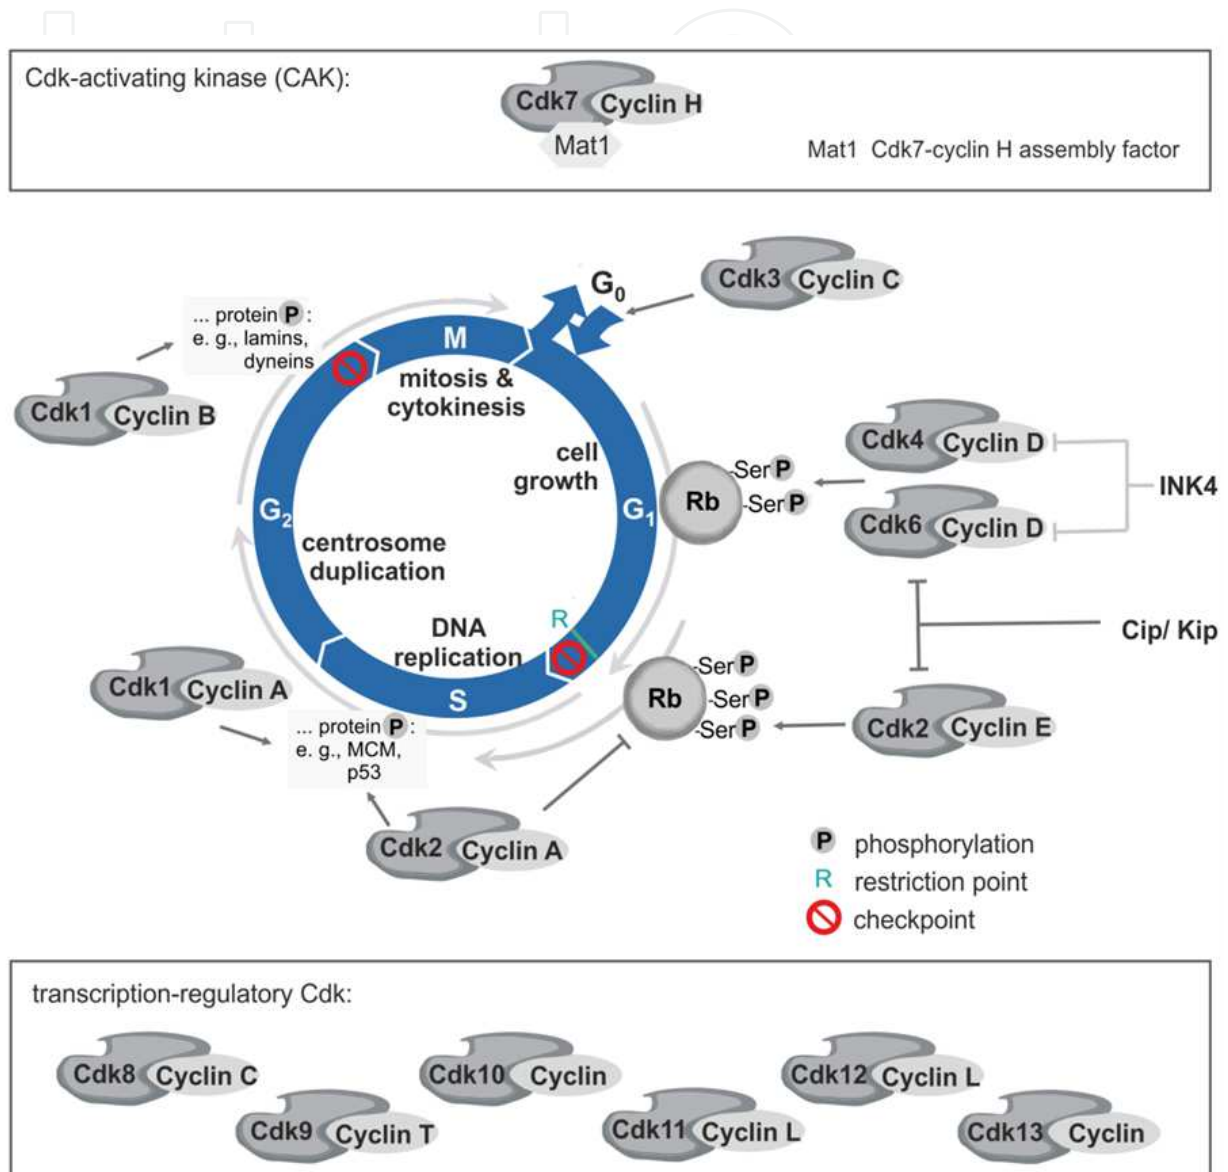 Cdk-activating kinase (CAK):
Cdk7 Cyclin H
Mat1
Mat1 Cdk7-cyclin H assembly factor
G0
Cdk3 Cyclin C
... protein P :
e. g., lamins,
dyneins
M
mitosis &
cytokinesis
Cdk1 Cyclin B
cell
growth
Cdk4 Cyclin D
-Ser P
Rb
-Ser P
INK4
G1
G2
Cdk6 Cyclin D
centrosome
duplication
R
DNA
replication
Cip/ Kip
S
Cdk1 Cyclin A
-Ser P
Rb
-Ser P
-Ser P
Cdk2 Cyclin E
... protein P :
e. g., MCM,
p53
Cdk2 Cyclin A
P phosphorylation
R restriction point
checkpoint
transcription-regulatory Cdk:
Cdk8 Cyclin C
Cdk10 Cyclin
Cdk12 Cyclin L
Cdk9 Cyclin T
Cdk11 Cyclin L
Cdk13 Cyclin